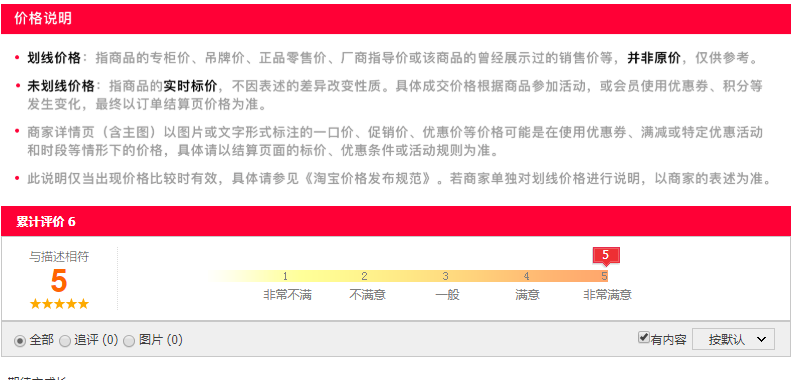 价格说明
划线价格：指商品的专柜价、吊牌价、正品零售价、厂商指导价或该商品的曾经展示过的销售价等，并非原价，仅供参考。
未划线价格：指商品的实时标价，不因表述的差异改变性质。具体成交价格根据商品参加活动，或会员使用优惠券、积分等
发生变化，最终以订单结算页价格为准。
商家详情页（含主图）以图片或文字形式标注的一口价、促销价、优惠价等价格可能是在使用优惠券、满减或特定优惠活动
和时段等情形下的价格，具体请以结算页面的标价、优惠条件或活动规则为准。
此说明仅当出现价格比较时有效，具体请参见《淘宝价格发布规范》。若商家单独对划线价格进行说明，以商家的表述为准。
累计评价 6
与描述相符
5
5
1 2 3 4 5
非常不满 不满意 一般 满意 非常满意
全部 追评 (0) 图片 (0) 有内容 按默认